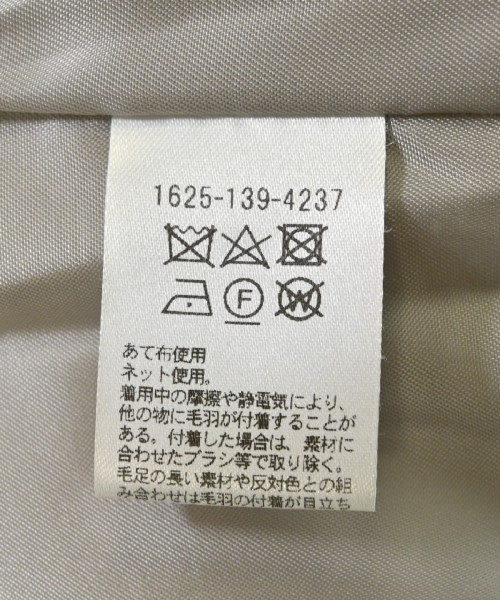 1625-139-4237
F
W
あて布使用
ネット使用。
着用中の摩擦や静電気により、
他の物に毛羽が付着することが
ある。付着した場合は、素材に
合わせたブラシ等で取り除く。
毛足の長い素材や反対色との組
み合わせは毛羽の付着が目立ち